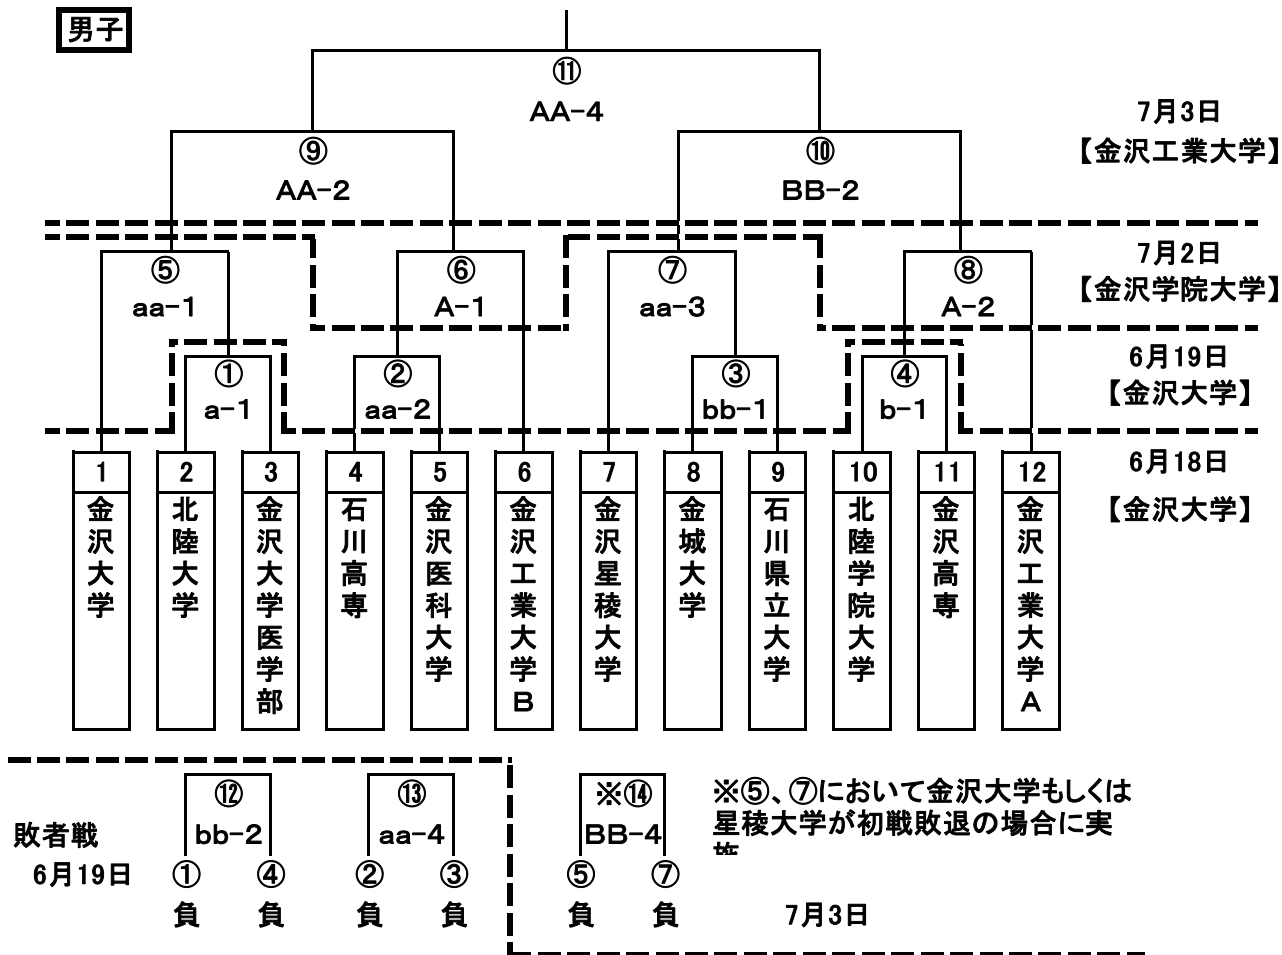 男子
⑪
AA-4
7月3日
【金沢工業大学】
⑨
⑩
AA-2
BB-2
7月2日
【金沢学院大学】
⑤
⑥
⑦
⑧
aa-1
A-1
aa-3
A-2
6月19日
【金沢大学】
①
②
③
④
a-1
aa-2
bb-1
b-1
6月18日
【金沢大学】
1
2
3
4
5
6
7
8
9
10
11
12
金沢大学
北陸大学
金沢大学医学部
石川高専
金沢医科大学
金沢工業大学B
金沢星稜大学
金城大学
石川県立大学
北陸学院大学
金沢高専
金沢工業大学A
敗者戦
6月19日
⑫
bb-2
①
④
負
負
⑬
aa-4
②
③
負
負
※⑭
BB-4
⑤
⑦
負
負
※⑤、⑦において金沢大学もしくは
星稜大学が初戦敗退の場合に実
7月3日